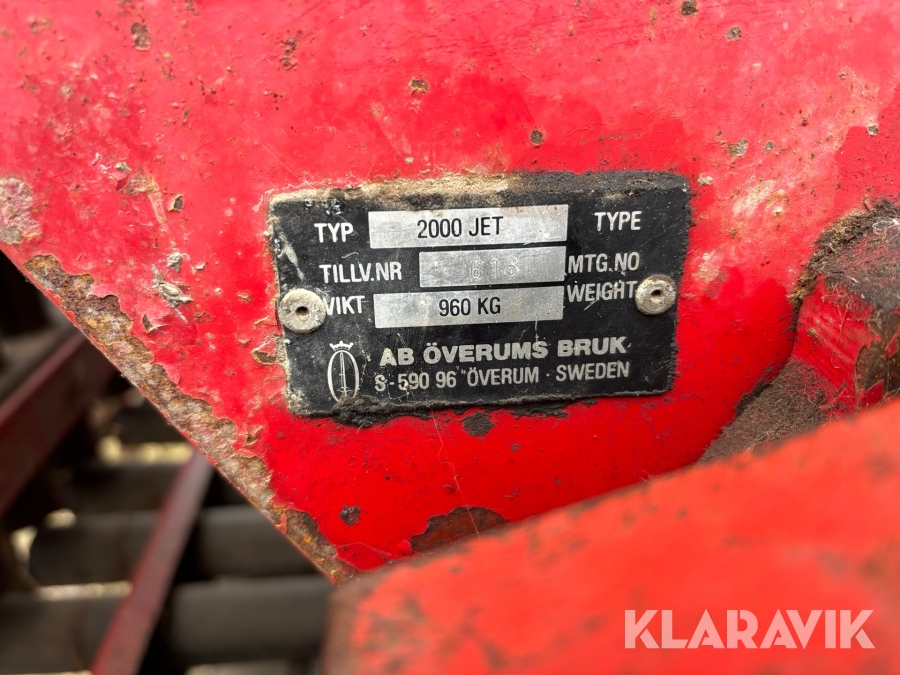 TYP 2000 JET TYPE
TILLV.NR 616 MTG.NO
VIKT 960 KG WEIGHT
AB ÖVERUMS BRUK
S-590 96 ÖVERUM · SWEDEN
KLARAVIK